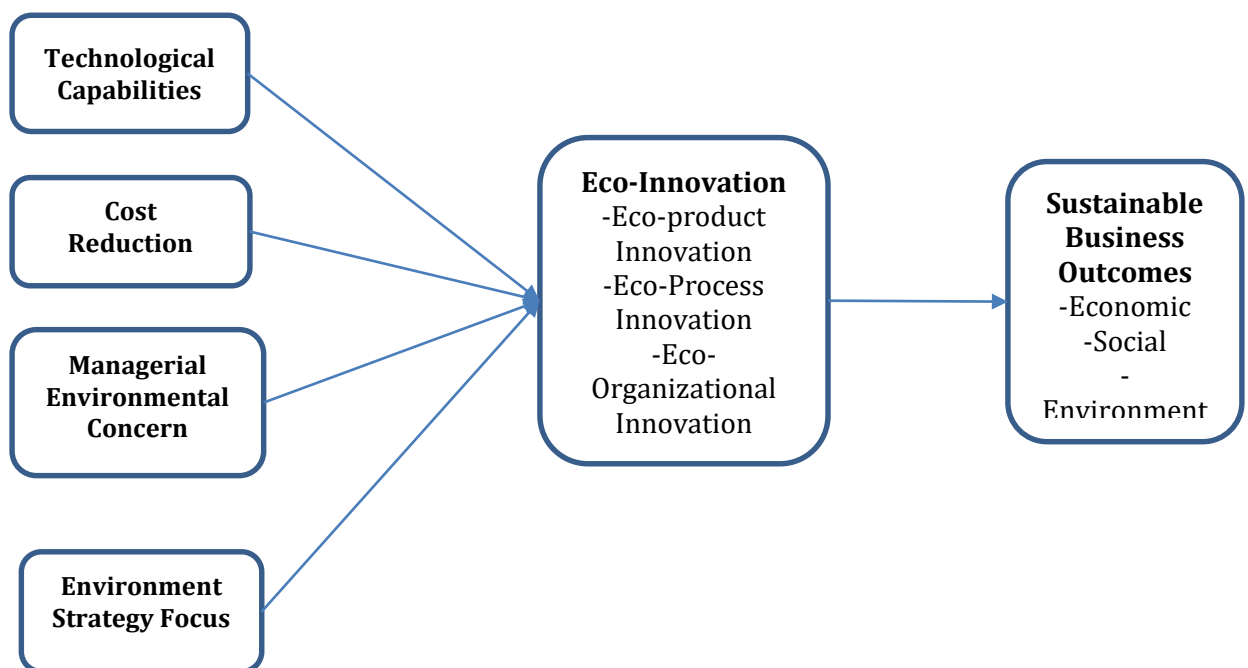 Technological
Capabilities
Cost
Reduction
Managerial
Environmental
Concern
Environment
Strategy Focus
Eco-Innovation
-Eco-product
Innovation
-Eco-Process
Innovation
-Eco-
Organizational
Innovation
Sustainable
Business
Outcomes
-Economic
-Social
-
Environment